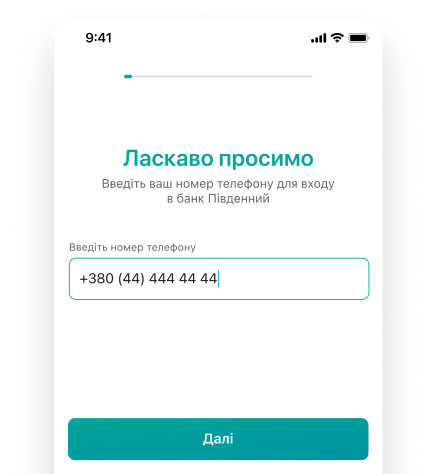 9:41
Ласкаво просимо
Введіть ваш номер телефону для входу
в банк Південний
Введіть номер телефону
+380 (44) 444 44 44
Далі